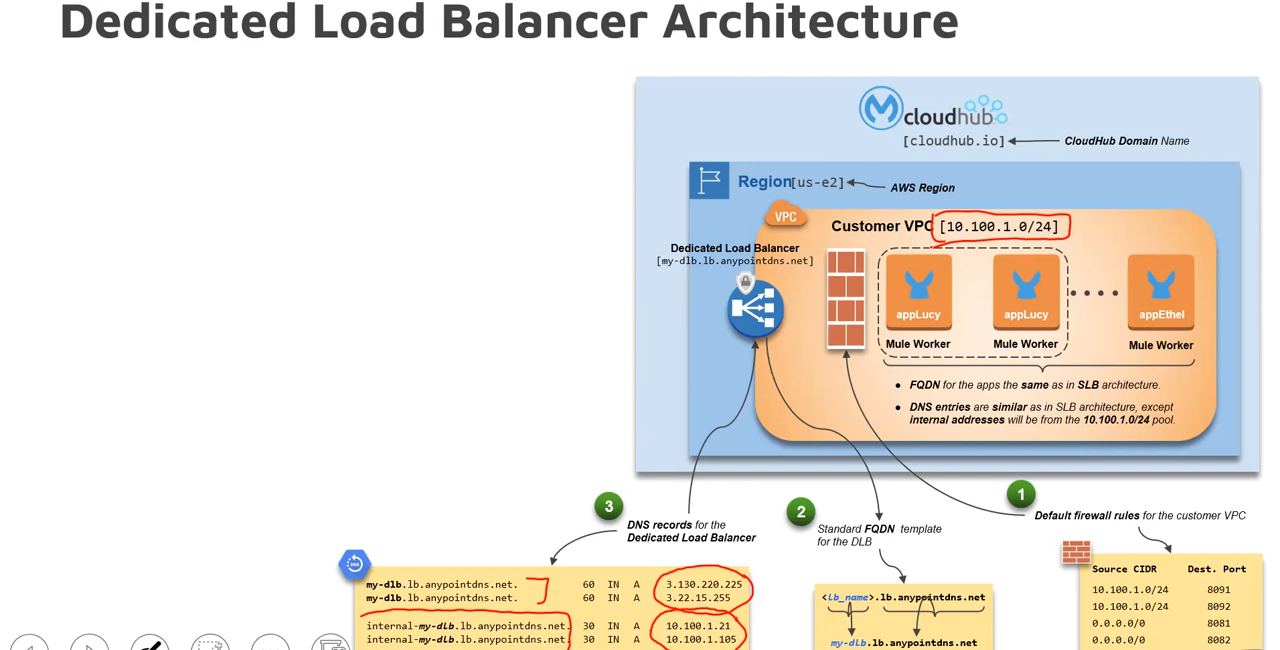 Dedicated Load Balancer Architecture
cloudhub
[cloudhub.io]
CloudHub Domain Name
Region[us-e2]
AWS Region
VPC
Customer VPC [10.100.1.0/24]
Dedicated Load Balancer
[my-dlb.lb.anypointdns.net]
appLucy
appLucy
appEthel
Mule Worker
Mule Worker
Mule Worker
• FQDN for the apps the same as in SLB architecture.
• DNS entries are similar as in SLB architecture, except
internal addresses will be from the 10.100.1.0/24 pool.
3
DNS records for the
Dedicated Load Balancer
DNS
my-dlb.lb.anypointdns.net. 60 IN A 3.130.220.225
my-dlb.lb.anypointdns.net. 60 IN A 3.22.15.255
internal-my-dlb.lb.anypointdns.net. 30 IN A 10.100.1.21
internal-my-dlb.lb.anypointdns.net. 30 IN A 10.100.1.105
2
Standard FQDN template
for the DLB
<lb_name>.lb.anypointdns.net
my-dlb.lb.anypointdns.net
1
Default firewall rules for the customer VPC
Source CIDR Dest. Port
10.100.1.0/24 8091
10.100.1.0/24 8092
0.0.0.0/0 8081
0.0.0.0/0 8082